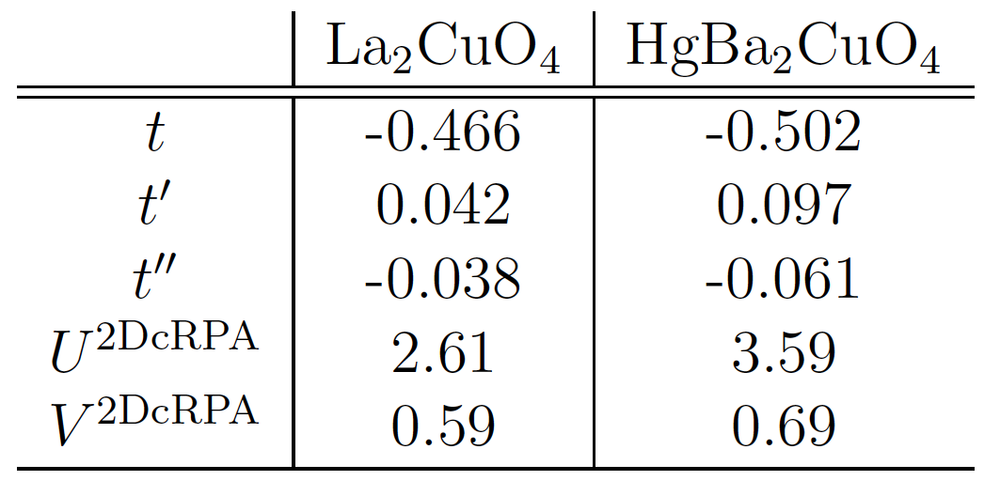 La₂CuO₄ HgBa₂CuO₄
t -0.466 -0.502
t′ 0.042 0.097
t″ -0.038 -0.061
U²ᴰᶜᴿᴾᴬ 2.61 3.59
V²ᴰᶜᴿᴾᴬ 0.59 0.69